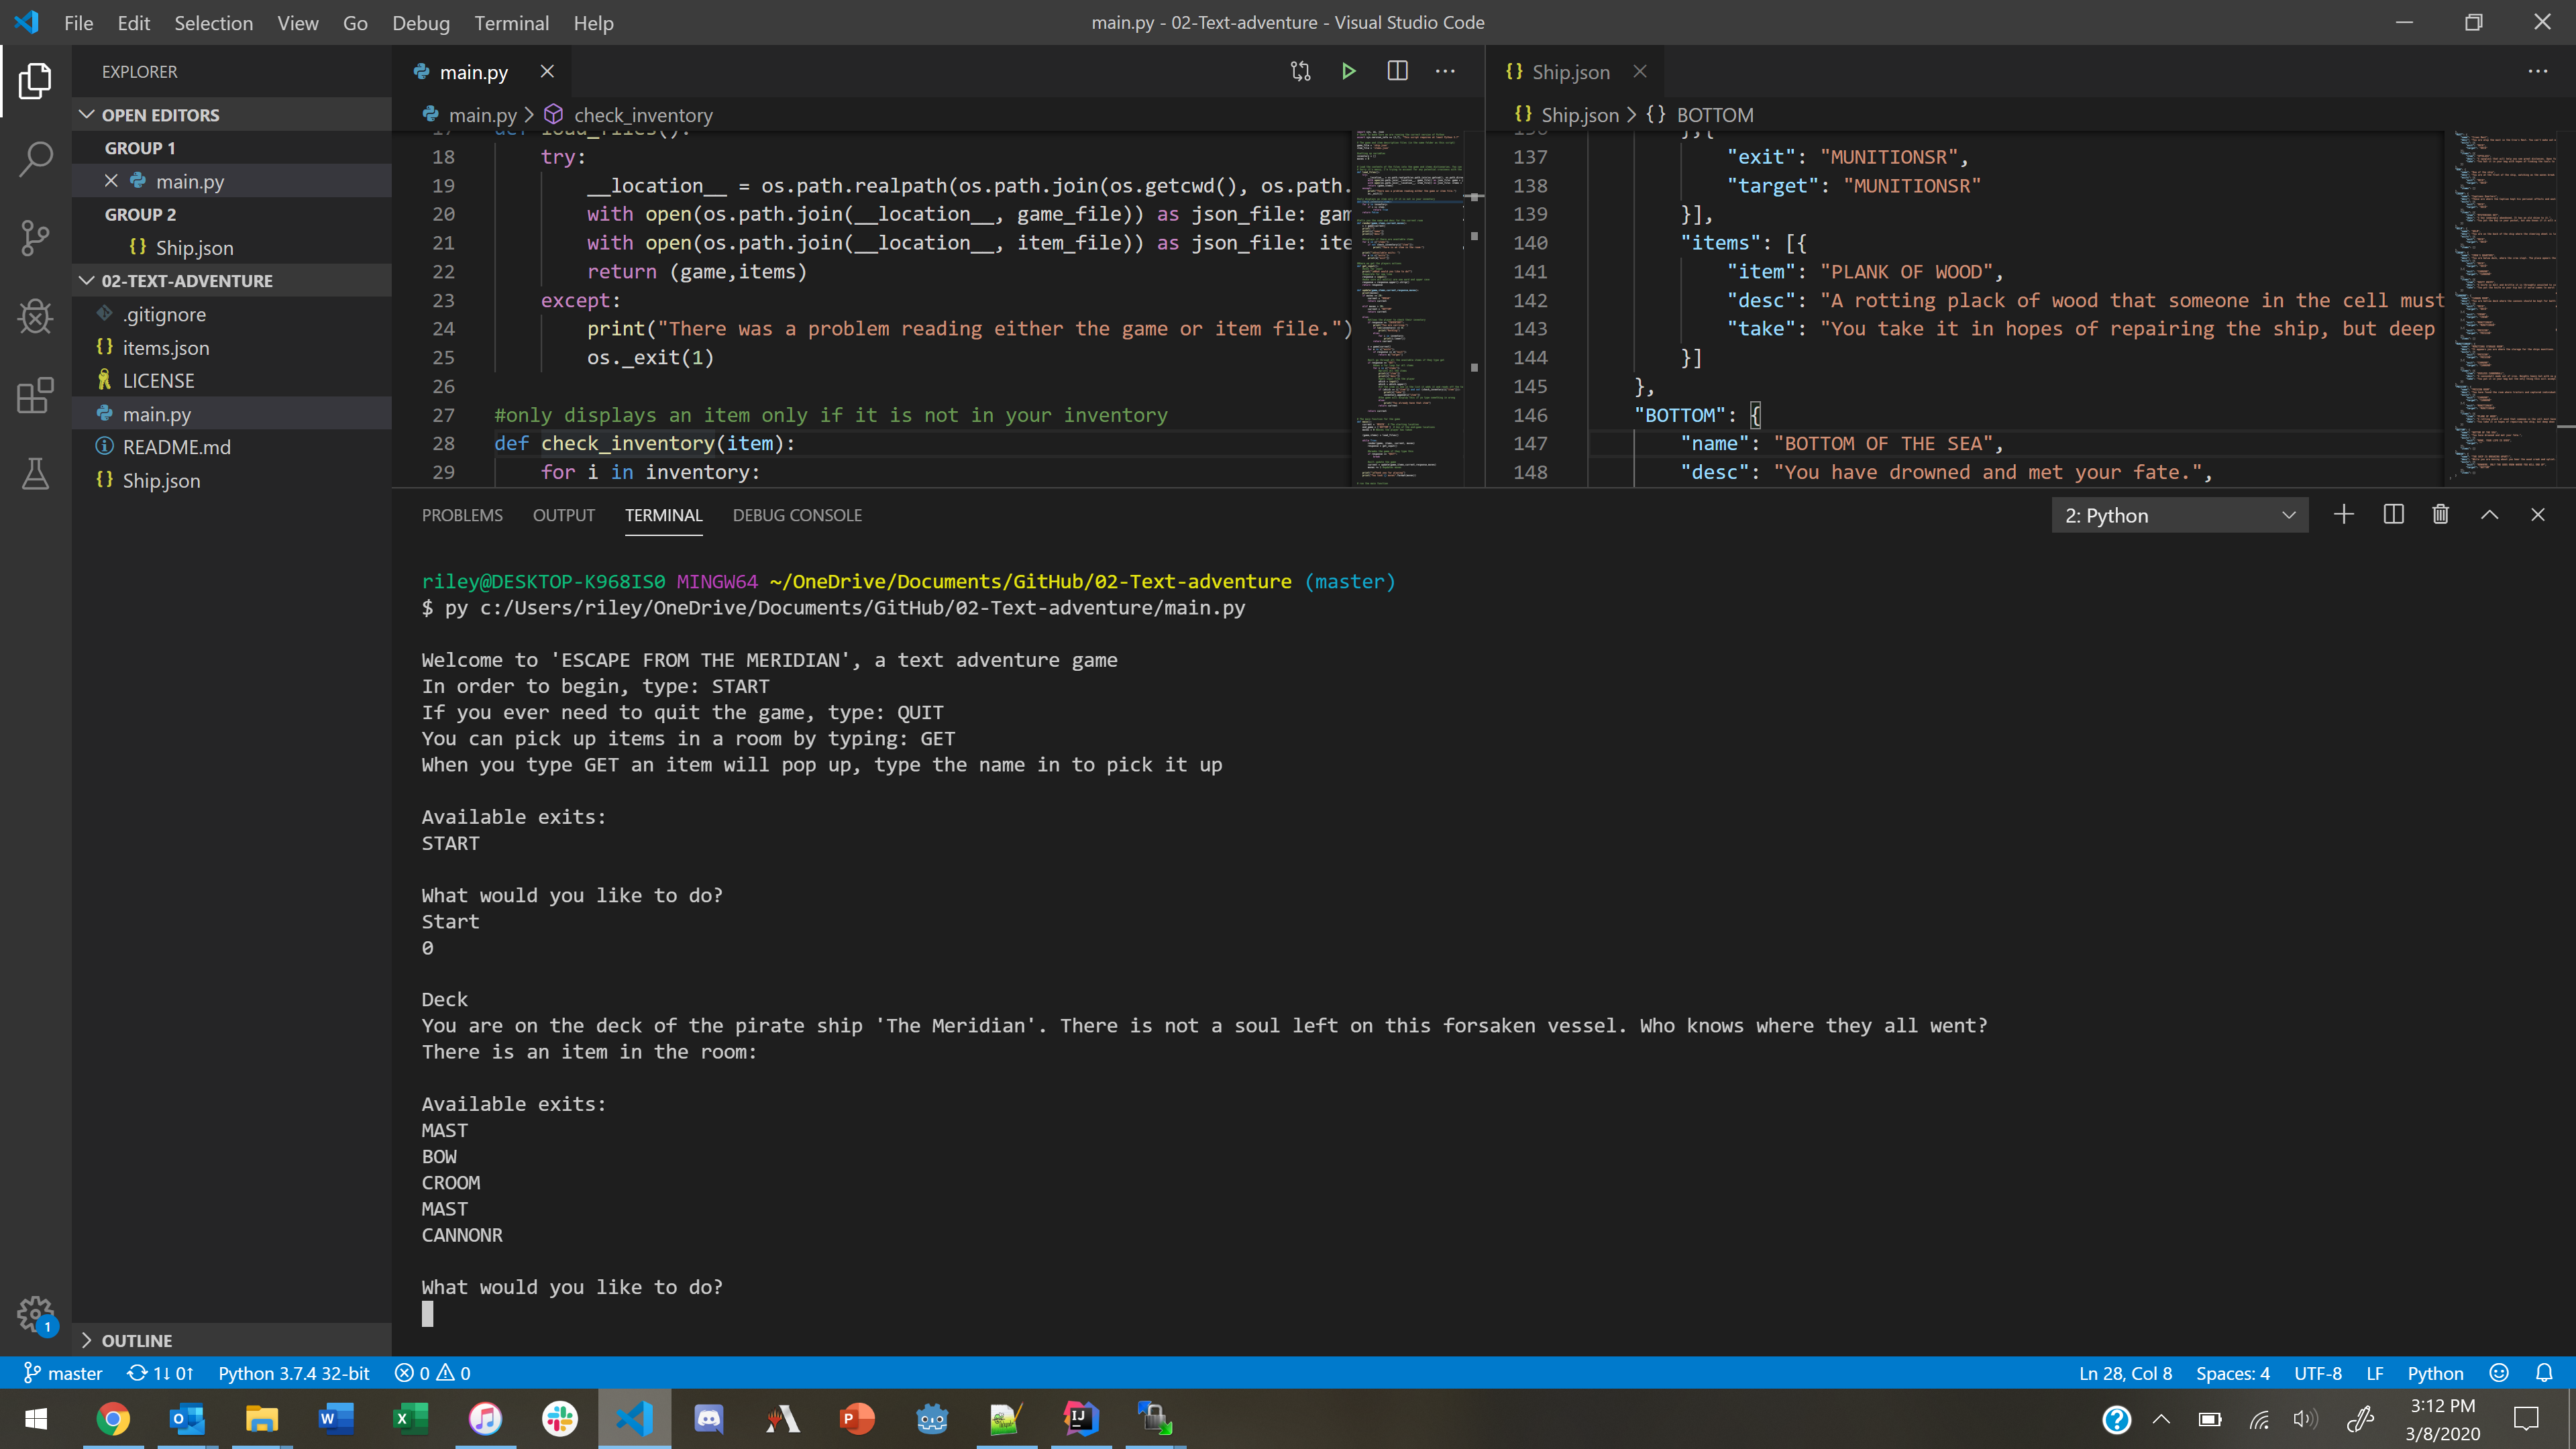 File Edit Selection View Go Debug Terminal Help
main.py - 02-Text-adventure - Visual Studio Code
EXPLORER
OPEN EDITORS
GROUP 1
main.py
GROUP 2
Ship.json
02-TEXT-ADVENTURE
.gitignore
items.json
LICENSE
main.py
README.md
Ship.json
OUTLINE
main.py
main.py > check_inventory
17 def load_files():
18 try:
19 __location__ = os.path.realpath(os.path.join(os.getcwd(), os.path.
20 with open(os.path.join(__location__, game_file)) as json_file: gam
21 with open(os.path.join(__location__, item_file)) as json_file: ite
22 return (game,items)
23 except:
24 print("There was a problem reading either the game or item file.")
25 os._exit(1)
26
27 #only displays an item only if it is not in your inventory
28 def check_inventory(item):
29 for i in inventory:
Ship.json
Ship.json > {} BOTTOM
136 },{
137 "exit": "MUNITIONSR",
138 "target": "MUNITIONSR"
139 }],
140 "items": [{
141 "item": "PLANK OF WOOD",
142 "desc": "A rotting plack of wood that someone in the cell must
143 "take": "You take it in hopes of repairing the ship, but deep
144 }]
145 },
146 "BOTTOM": {
147 "name": "BOTTOM OF THE SEA",
148 "desc": "You have drowned and met your fate.",
PROBLEMS OUTPUT TERMINAL DEBUG CONSOLE
2: Python
riley@DESKTOP-K968IS0 MINGW64 ~/OneDrive/Documents/GitHub/02-Text-adventure (master)
$ py c:/Users/riley/OneDrive/Documents/GitHub/02-Text-adventure/main.py
Welcome to 'ESCAPE FROM THE MERIDIAN', a text adventure game
In order to begin, type: START
If you ever need to quit the game, type: QUIT
You can pick up items in a room by typing: GET
When you type GET an item will pop up, type the name in to pick it up
Available exits:
START
What would you like to do?
Start
0
Deck
You are on the deck of the pirate ship 'The Meridian'. There is not a soul left on this forsaken vessel. Who knows where they all went?
There is an item in the room:
Available exits:
MAST
BOW
CROOM
MAST
CANNONR
What would you like to do?
1
master 1↓ 0↑ Python 3.7.4 32-bit 0 0
Ln 28, Col 8 Spaces: 4 UTF-8 LF Python
3:12 PM
3/8/2020